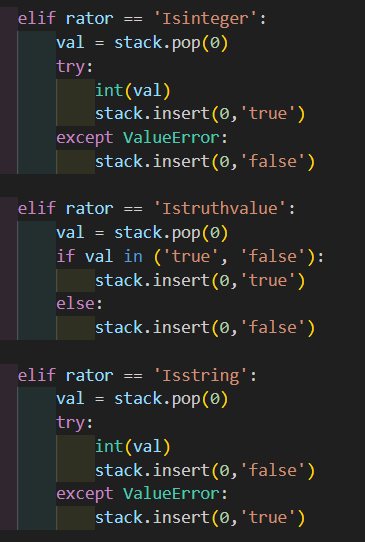 elif rator == 'Isinteger':
    val = stack.pop(0)
    try:
        int(val)
        stack.insert(0,'true')
    except ValueError:
        stack.insert(0,'false')
elif rator == 'Istruthvalue':
    val = stack.pop(0)
    if val in ('true', 'false'):
        stack.insert(0,'true')
    else:
        stack.insert(0,'false')
elif rator == 'Isstring':
    val = stack.pop(0)
    try:
        int(val)
        stack.insert(0,'false')
    except ValueError:
        stack.insert(0,'true')